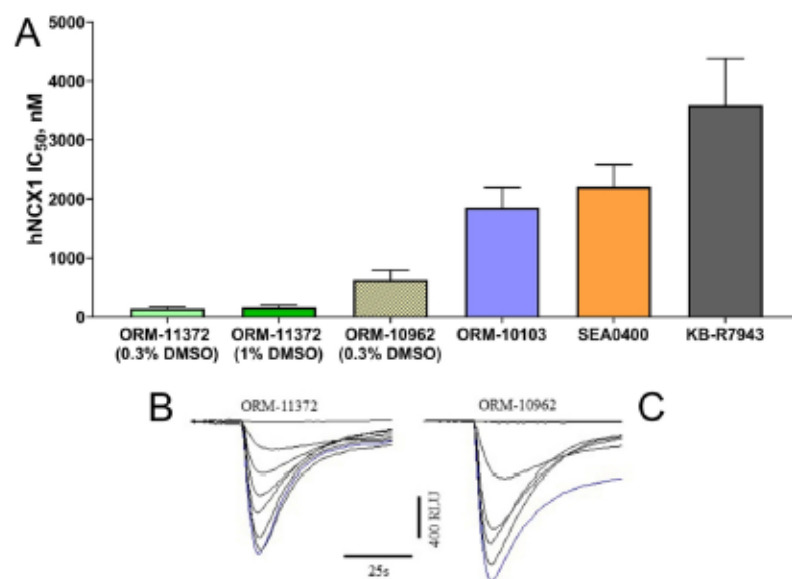 A
hNCX1 IC50, nM
5000
4000
3000
2000
1000
0
ORM-11372
(0.3% DMSO)
ORM-11372
(1% DMSO)
ORM-10962
(0.3% DMSO)
ORM-10103
SEA0400
KB-R7943
B
ORM-11372
ORM-10962
C
400 RLU
25s